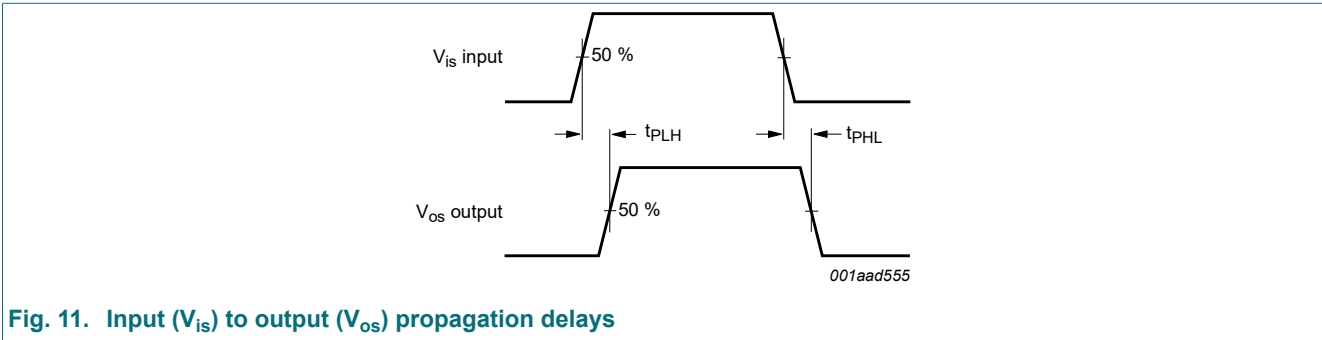 V_is input
50 %
t_PLH
t_PHL
V_os output
50 %
001aad555
Fig. 11. Input (V_is) to output (V_os) propagation delays